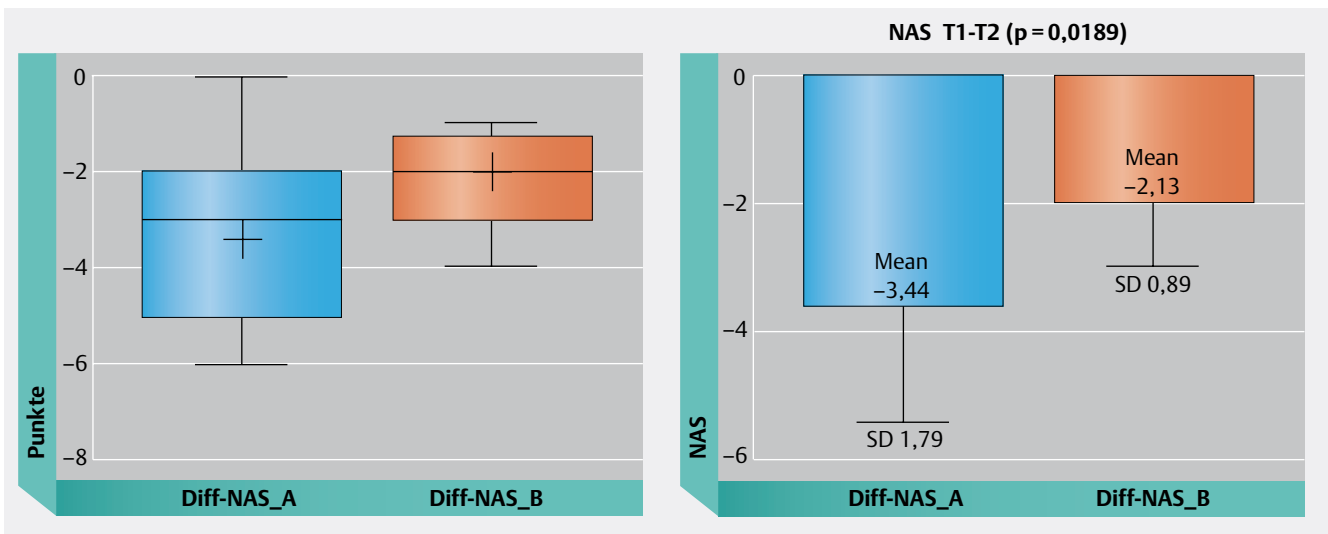 0
–2
–4
–6
–8
Punkte
Diff-NAS_A
Diff-NAS_B
NAS T1-T2 (p = 0,0189)
0
–2
–4
–6
NAS
Mean
–3,44
SD 1,79
Mean
–2,13
SD 0,89
Diff-NAS_A
Diff-NAS_B